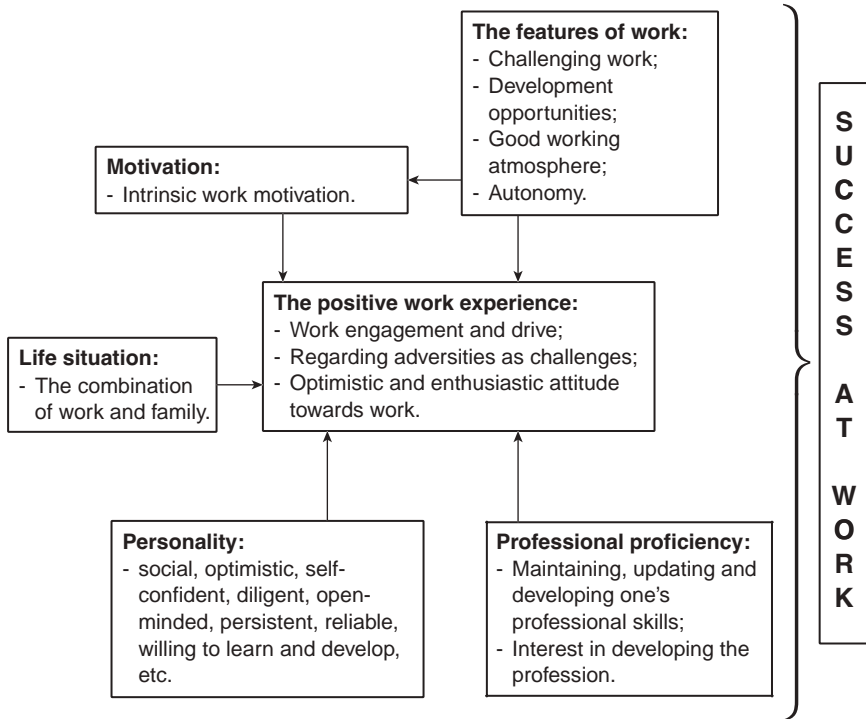 The features of work:
- Challenging work;
- Development
opportunities;
- Good working
atmosphere;
- Autonomy.
Motivation:
- Intrinsic work motivation.
The positive work experience:
- Work engagement and drive;
- Regarding adversities as challenges;
- Optimistic and enthusiastic attitude
towards work.
Life situation:
- The combination
of work and family.
Personality:
- social, optimistic, self-
confident, diligent, open-
minded, persistent, reliable,
willing to learn and develop,
etc.
Professional proficiency:
- Maintaining, updating and
developing one's
professional skills;
- Interest in developing the
profession.
SUCCESS AT WORK